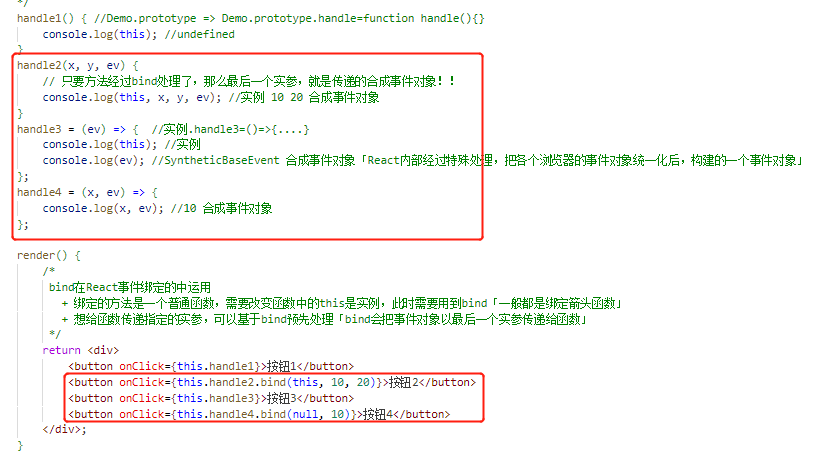 */
handle1() { //Demo.prototype => Demo.prototype.handle=function handle(){}
console.log(this); //undefined
}
handle2(x, y, ev) {
// 只要方法经过bind处理了，那么最后一个实参，就是传递的合成事件对象！！
console.log(this, x, y, ev); //实例 10 20 合成事件对象
}
handle3 = (ev) => {  //实例.handle3=()=>{....}
console.log(this); //实例
console.log(ev); //SyntheticBaseEvent 合成事件对象「React内部经过特殊处理，把各个浏览器的事件对象统一化后，构建的一个事件对象」
};
handle4 = (x, ev) => {
console.log(x, ev); //10 合成事件对象
};
render() {
/*
bind在React事件绑定的中运用
+ 绑定的方法是一个普通函数，需要改变函数中的this是实例，此时需要用到bind「一般都是绑定箭头函数」
+ 想给函数传递指定的实参，可以基于bind预先处理「bind会把事件对象以最后一个实参传递给函数」
*/
return <div>
<button onClick={this.handle1}>按钮1</button>
<button onClick={this.handle2.bind(this, 10, 20)}>按钮2</button>
<button onClick={this.handle3}>按钮3</button>
<button onClick={this.handle4.bind(null, 10)}>按钮4</button>
</div>;
}